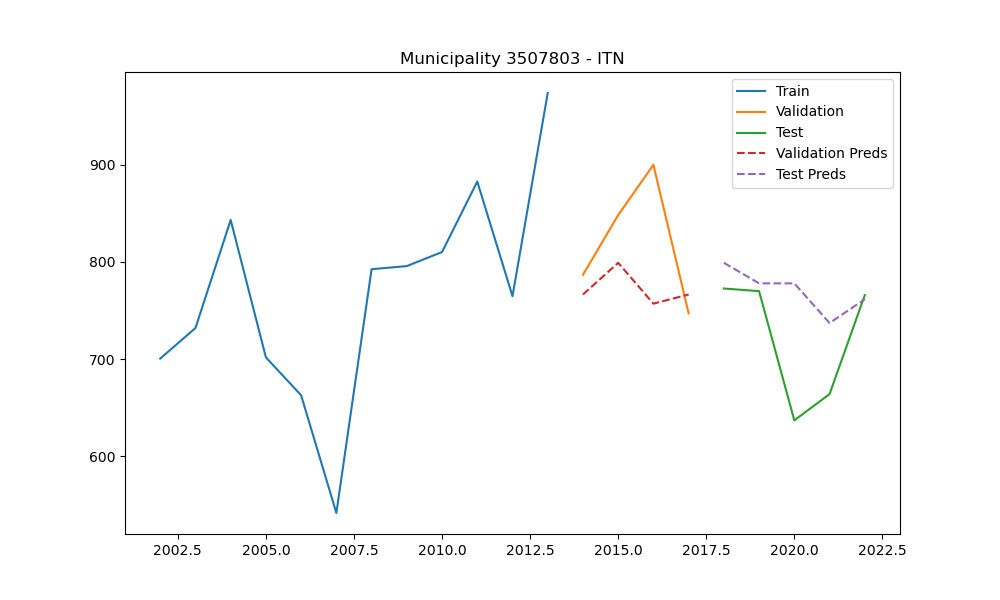 Municipality 3507803 - ITN
Train
Validation
Test
Validation Preds
Test Preds
900
800
700
600
2002.5 2005.0 2007.5 2010.0 2012.5 2015.0 2017.5 2020.0 2022.5